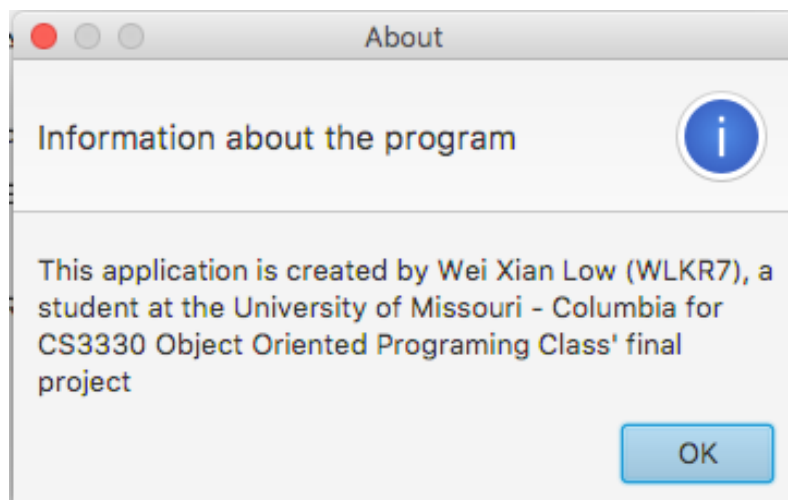 About
Information about the program
This application is created by Wei Xian Low (WLKR7), a
student at the University of Missouri - Columbia for
CS3330 Object Oriented Programing Class' final
project
OK